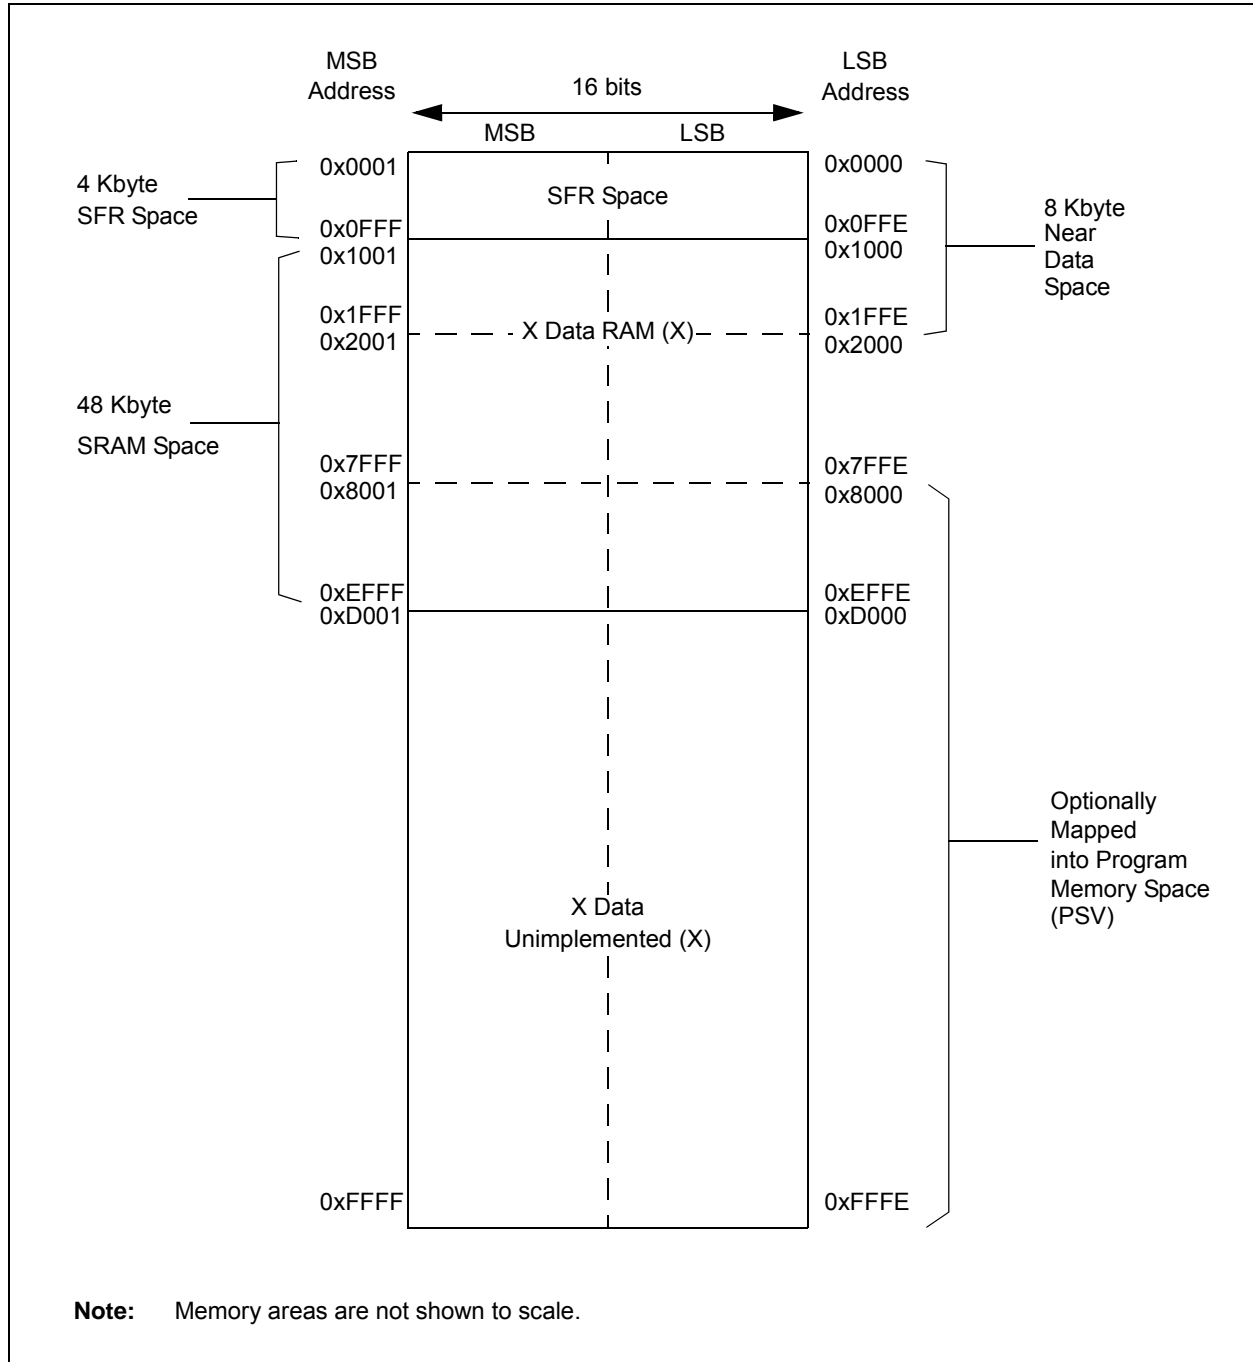 MSB
Address
LSB
Address
16 bits
MSB
LSB
4 Kbyte
SFR Space
0x0001
0x0FFF
0x1001
SFR Space
0x0000
0x0FFE
0x1000
8 Kbyte
Near
Data
Space
0x1FFF
0x2001
X Data RAM (X)
0x1FFE
0x2000
48 Kbyte
SRAM Space
0x7FFF
0x8001
0x7FFE
0x8000
0xEFFF
0xD001
0xEFFE
0xD000
Optionally
Mapped
into Program
Memory Space
(PSV)
X Data
Unimplemented (X)
0xFFFF
0xFFFE
Note: Memory areas are not shown to scale.